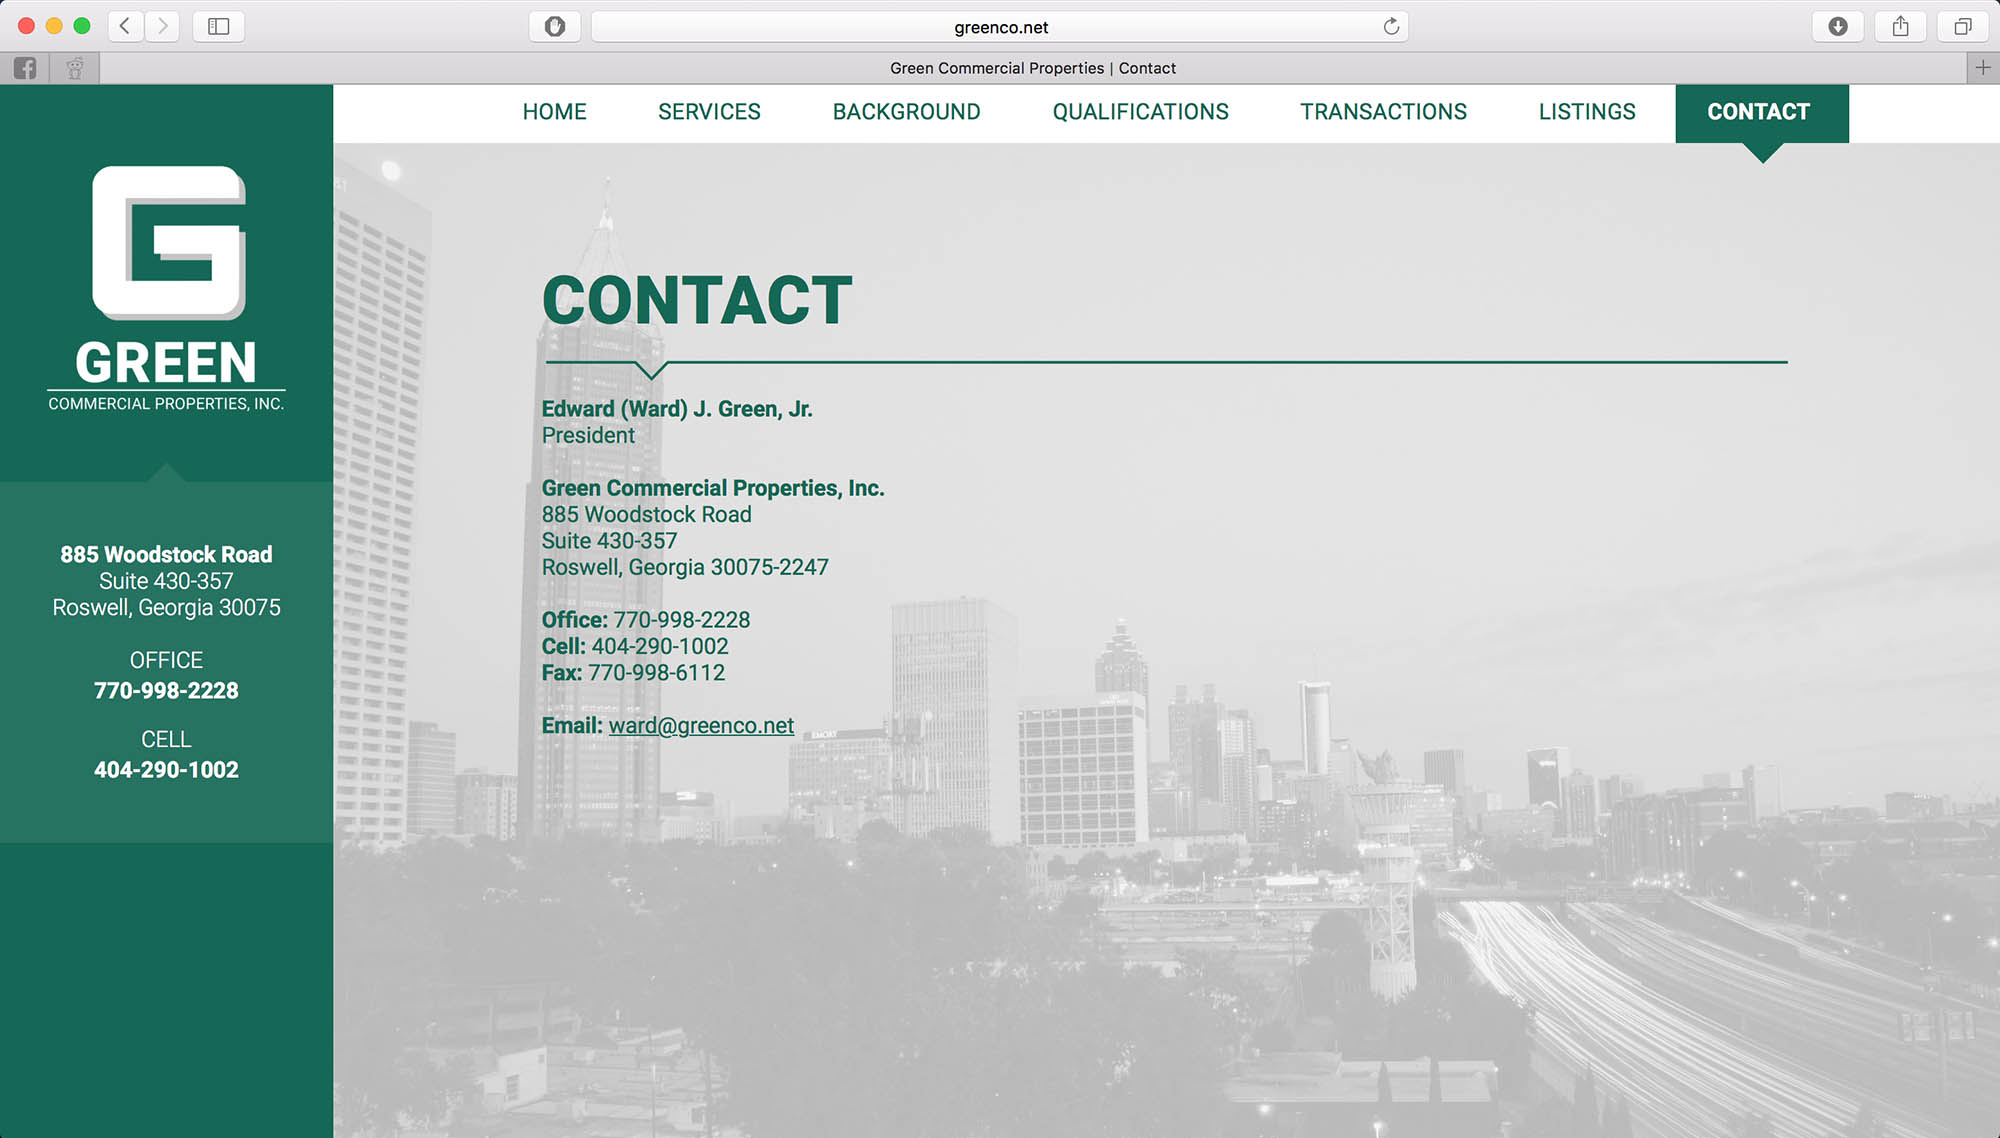 greenco.net
Green Commercial Properties | Contact
HOME SERVICES BACKGROUND QUALIFICATIONS TRANSACTIONS LISTINGS CONTACT
G
GREEN
COMMERCIAL PROPERTIES, INC.
885 Woodstock Road
Suite 430-357
Roswell, Georgia 30075
OFFICE
770-998-2228
CELL
404-290-1002
CONTACT
Edward (Ward) J. Green, Jr.
President
Green Commercial Properties, Inc.
885 Woodstock Road
Suite 430-357
Roswell, Georgia 30075-2247
Office: 770-998-2228
Cell: 404-290-1002
Fax: 770-998-6112
Email: ward@greenco.net
EMORY